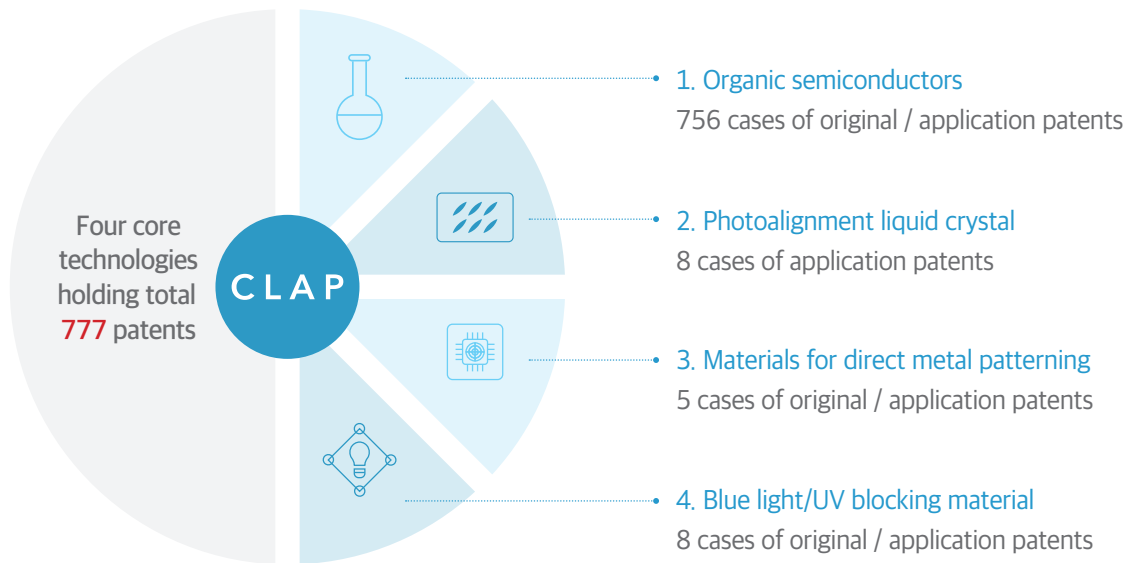 Four core
technologies
holding total
777 patents
CLAP
1. Organic semiconductors
756 cases of original / application patents
2. Photoalignment liquid crystal
8 cases of application patents
3. Materials for direct metal patterning
5 cases of original / application patents
4. Blue light/UV blocking material
8 cases of original / application patents